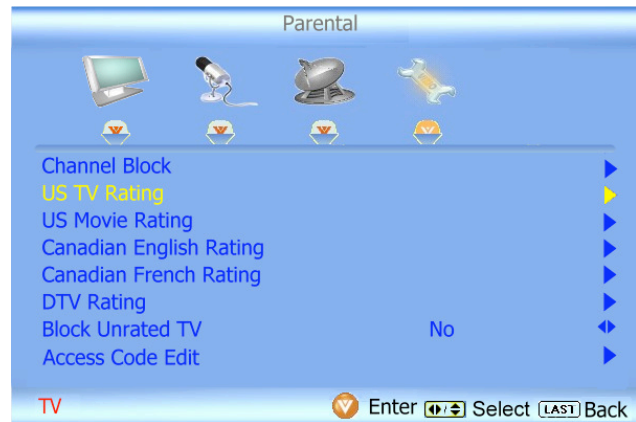 Parental
Channel Block
US TV Rating
US Movie Rating
Canadian English Rating
Canadian French Rating
DTV Rating
Block Unrated TV No
Access Code Edit
TV Enter Select LAST Back